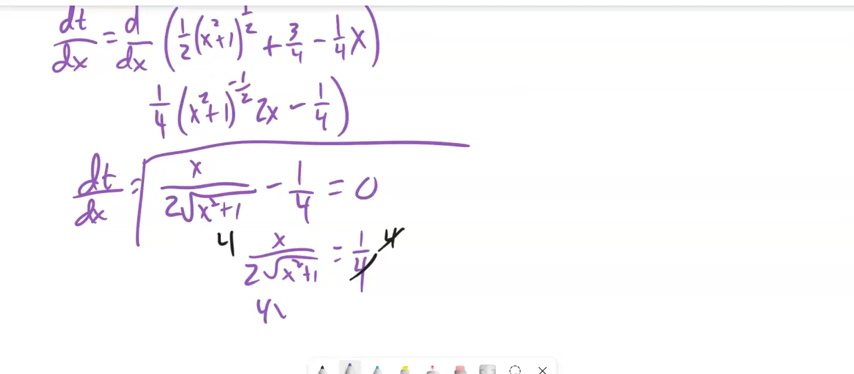 dt/dx = d/dx (1/2 (x²+1)^(1/2) + 3/4 − 1/4 x)
1/4 (x²+1)^(-1/2) 2x − 1/4)
dt/dx = x/(2√(x²+1)) − 1/4 = 0
4 x/(2√(x²+1)) = 1/4 4
4